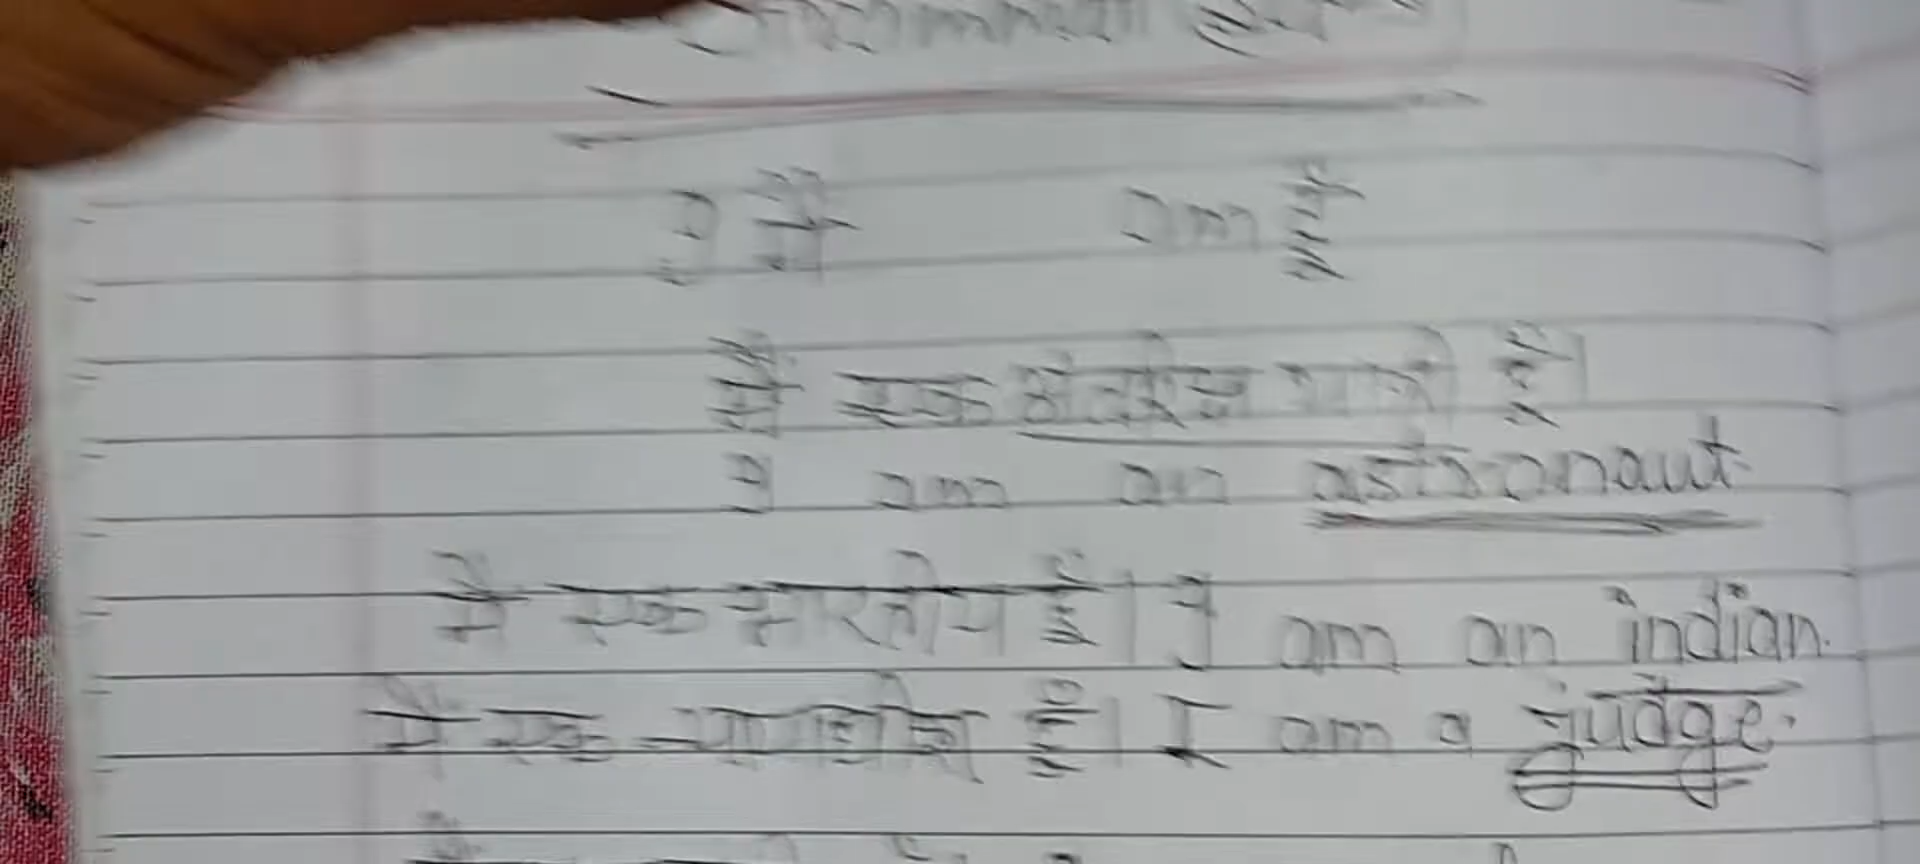 I मैं am हूँ
मैं एक अंतरिक्ष यात्री हूँ।
I am an astronaut.
मैं एक भारतीय हूँ। I am an indian.
मैं एक न्यायाधीश हूँ। I am a judge.